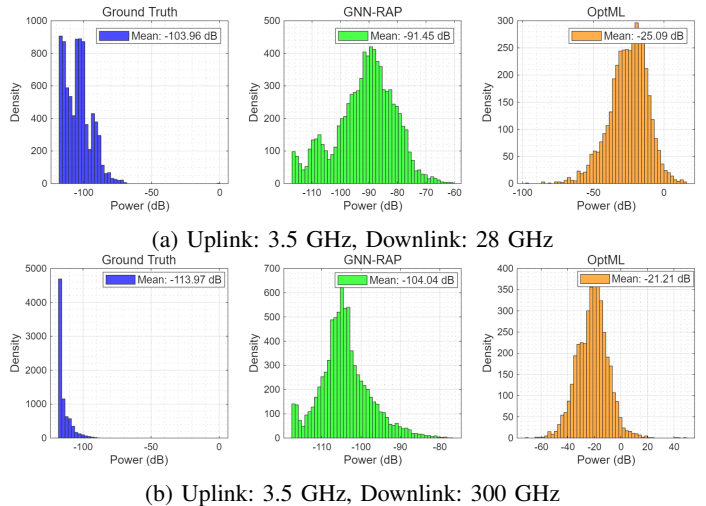 Ground Truth
GNN-RAP
OptML
Mean: -103.96 dB
Mean: -91.45 dB
Mean: -25.09 dB
Density
1000
800
600
400
200
0
-100
-50
0
Power (dB)
Density
500
400
300
200
100
0
-110
-100
-90
-80
-70
-60
Power (dB)
Density
300
250
200
150
100
50
0
-100
-50
0
Power (dB)
(a) Uplink: 3.5 GHz, Downlink: 28 GHz
Ground Truth
GNN-RAP
OptML
Mean: -113.97 dB
Mean: -104.04 dB
Mean: -21.21 dB
Density
5000
4000
3000
2000
1000
0
-100
-50
0
Power (dB)
Density
700
600
500
400
300
200
100
0
-110
-100
-90
-80
Power (dB)
Density
400
350
300
250
200
150
100
50
0
-60
-40
-20
0
20
40
Power (dB)
(b) Uplink: 3.5 GHz, Downlink: 300 GHz